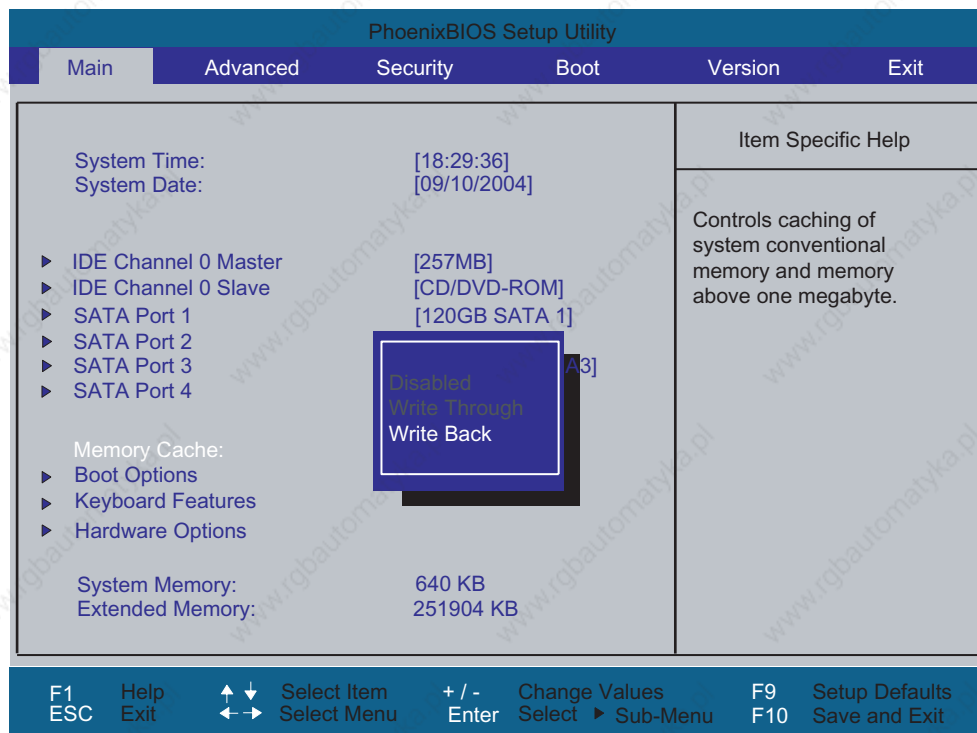 PhoenixBIOS Setup Utility
Main Advanced Security Boot Version Exit
System Time: [18:29:36]
System Date: [09/10/2004]
IDE Channel 0 Master [257MB]
IDE Channel 0 Slave [CD/DVD-ROM]
SATA Port 1 [120GB SATA 1]
SATA Port 2
SATA Port 3 A3]
SATA Port 4
Disabled
Write Through
Write Back
Memory Cache:
Boot Options
Keyboard Features
Hardware Options
System Memory: 640 KB
Extended Memory: 251904 KB
Item Specific Help
Controls caching of
system conventional
memory and memory
above one megabyte.
F1 Help Select Item + / - Change Values F9 Setup Defaults
ESC Exit Select Menu Enter Select Sub-Menu F10 Save and Exit
www.rgbautomatyka.pl